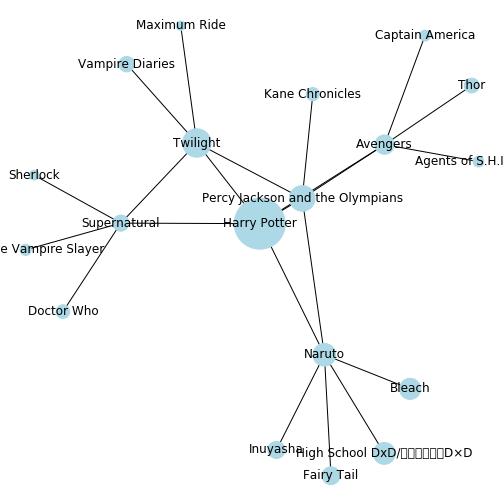 Maximum Ride
Captain America
Vampire Diaries
Thor
Kane Chronicles
Twilight
Avengers
Agents of S.H.I
Sherlock
Percy Jackson and the Olympians
Supernatural
Harry Potter
e Vampire Slayer
Doctor Who
Naruto
Bleach
Inuyasha
High School DxD/□□□□□□D×D
Fairy Tail